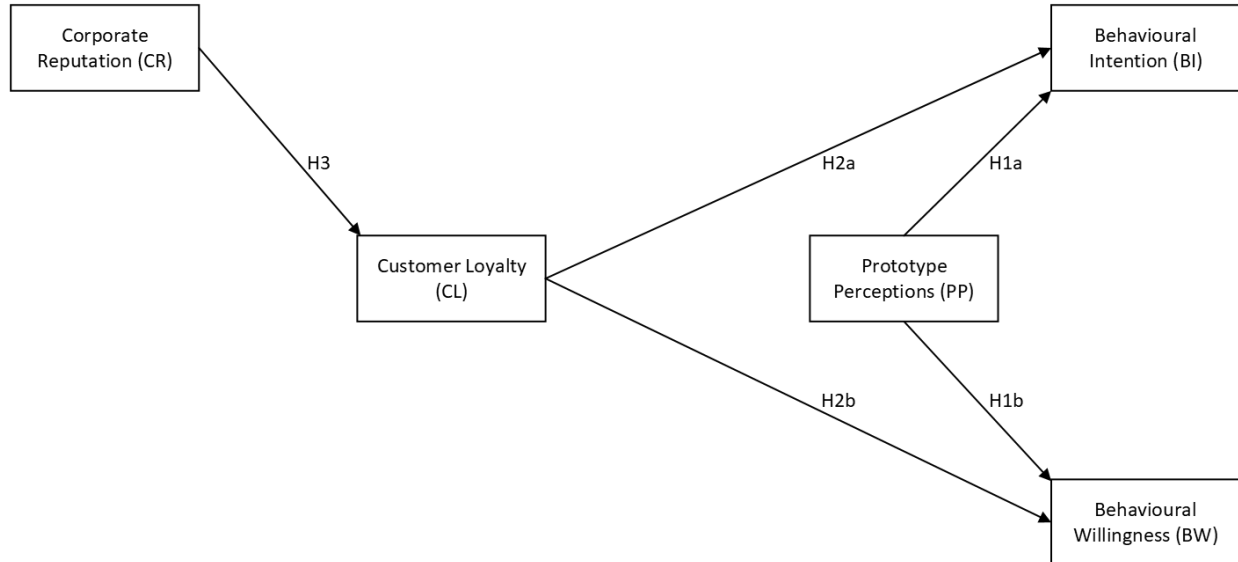 Corporate
Reputation (CR)
Behavioural
Intention (BI)
H3
H2a
H1a
Customer Loyalty
(CL)
Prototype
Perceptions (PP)
H2b
H1b
Behavioural
Willingness (BW)